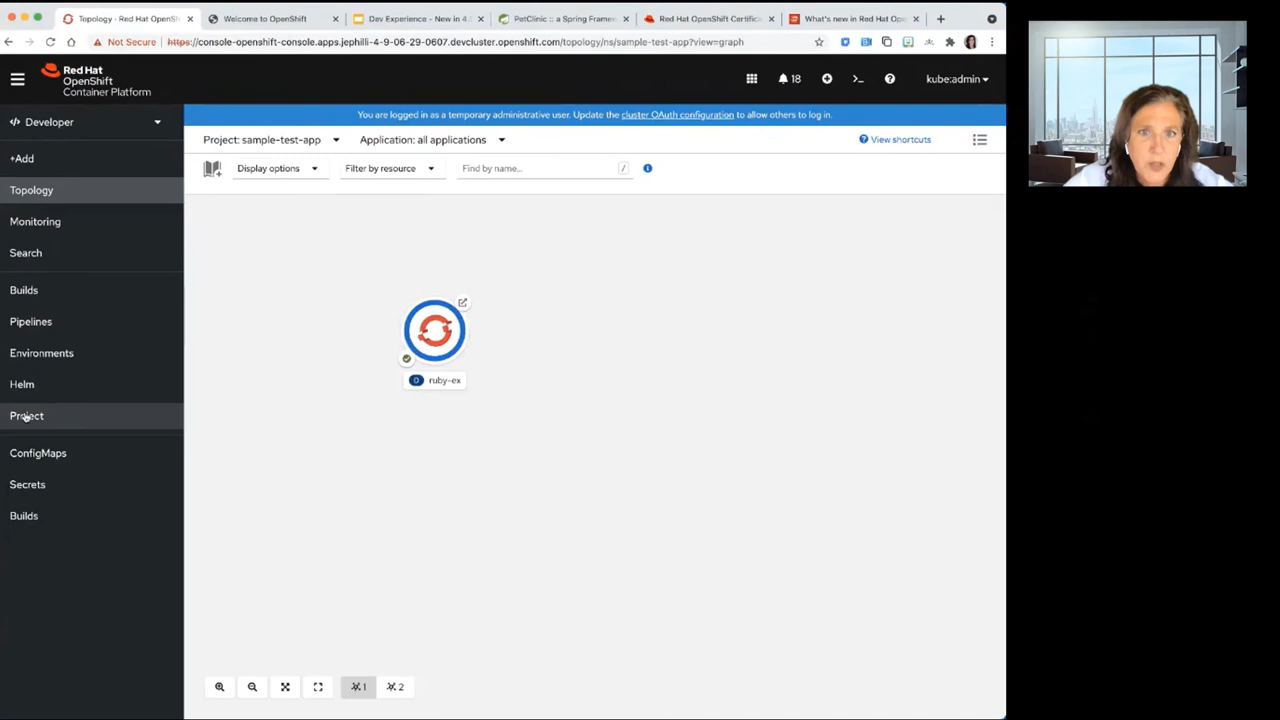 Topology - Red Hat OpenSh
Welcome to OpenShift
Dev Experience - New in 4.
PetClinic :: a Spring Framew
Red Hat OpenShift Certifica
What's new in Red Hat Ope
Not Secure
https://console-openshift-console.apps.jephilli-4-9-06-29-0607.devcluster.openshift.com/topology/ns/sample-test-app?view=graph
Red Hat
OpenShift
Container Platform
18
kube:admin
Developer
You are logged in as a temporary administrative user. Update the cluster OAuth configuration to allow others to log in.
Project: sample-test-app
Application: all applications
View shortcuts
+Add
Display options
Filter by resource
Find by name...
/
Topology
Monitoring
Search
Builds
Pipelines
Environments
Helm
Project
ConfigMaps
Secrets
Builds
ruby-ex
1
2